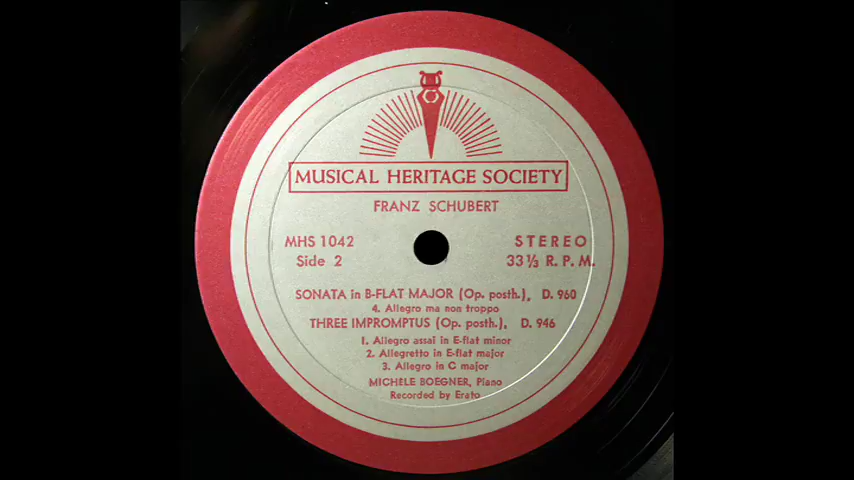 MUSICAL HERITAGE SOCIETY
FRANZ SCHUBERT
MHS 1042 STEREO
Side 2 33⅓ R. P. M.
SONATA in B-FLAT MAJOR (Op. posth.), D. 960
4. Allegro ma non troppo
THREE IMPROMPTUS (Op. posth.), D. 946
1. Allegro assai in E-flat minor
2. Allegretto in E-flat major
3. Allegro in C major
MICHELE BOEGNER, Piano
Recorded by Erato